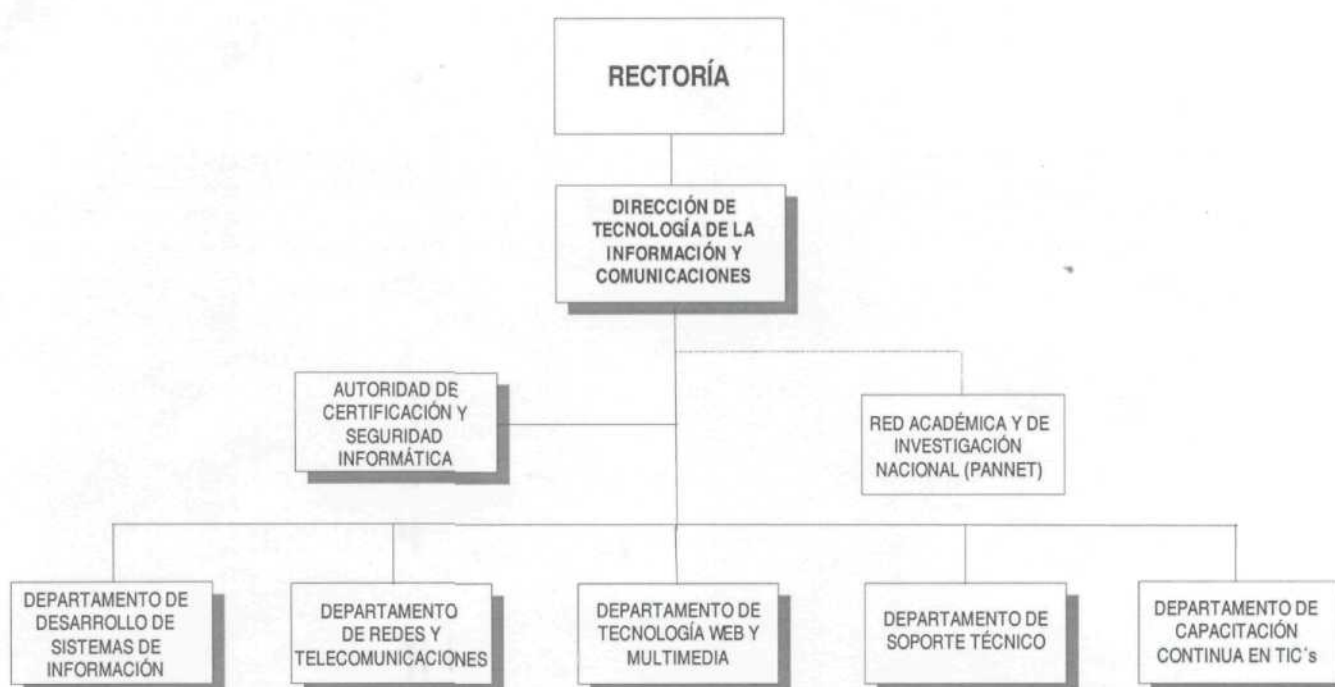 RECTORÍA
DIRECCIÓN DE
TECNOLOGÍA DE LA
INFORMACIÓN Y
COMUNICACIONES
AUTORIDAD DE
CERTIFICACIÓN Y
SEGURIDAD
INFORMÁTICA
RED ACADÉMICA Y DE
INVESTIGACIÓN
NACIONAL (PANNET)
DEPARTAMENTO DE
DESARROLLO DE
SISTEMAS DE
INFORMACIÓN
DEPARTAMENTO
DE REDES Y
TELECOMUNICACIONES
DEPARTAMENTO DE
TECNOLOGÍA WEB Y
MULTIMEDIA
DEPARTAMENTO DE
SOPORTE TÉCNICO
DEPARTAMENTO DE
CAPACITACIÓN
CONTINUA EN TIC´s